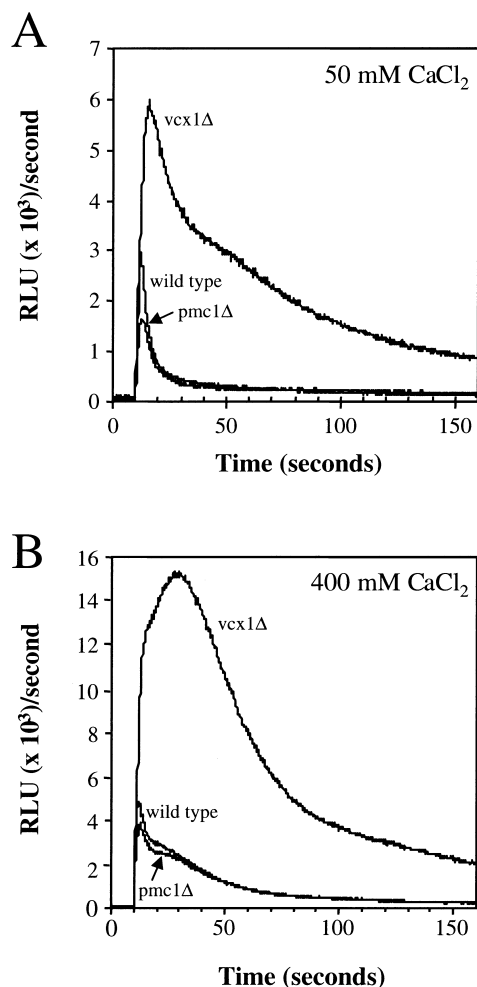 A
7
50 mM CaCl₂
6
vcx1Δ
5
4
RLU (x 10³)/second
3
wild type
2
pmc1Δ
1
0
0 50 100 150
Time (seconds)
B
16
400 mM CaCl₂
14
vcx1Δ
12
10
RLU (x 10³)/second
8
6
wild type
4
2
pmc1Δ
0
0 50 100 150
Time (seconds)